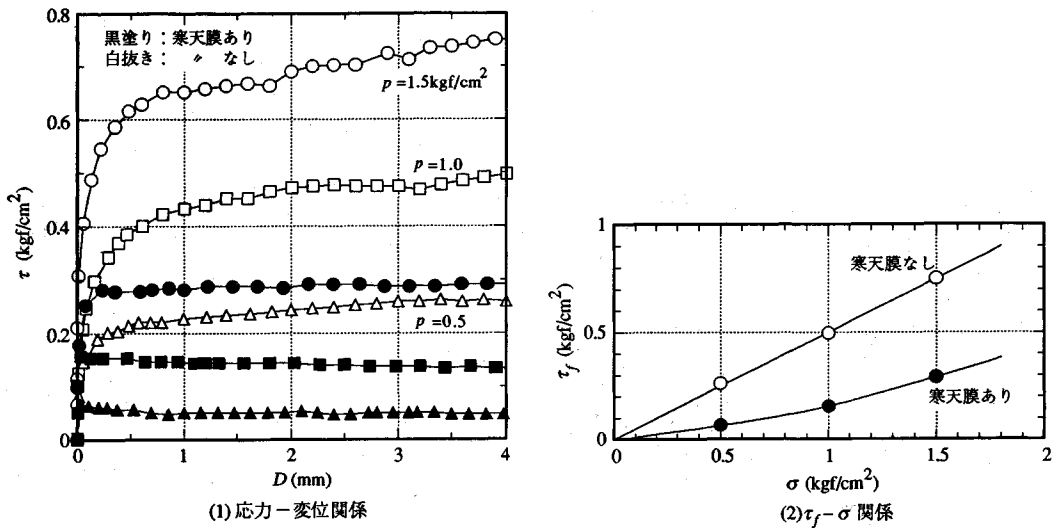 0.8
黒塗り：寒天膜あり
白抜き：　〃　なし
p=1.5kgf/cm²
0.6
p=1.0
τ (kgf/cm²)
0.4
0.2
p=0.5
0
0 1 2 3 4
D (mm)
(1) 応力－変位関係
1
寒天膜なし
τf (kgf/cm²)
0.5
寒天膜あり
0
0 0.5 1 1.5 2
σ (kgf/cm²)
(2) τf－σ 関係